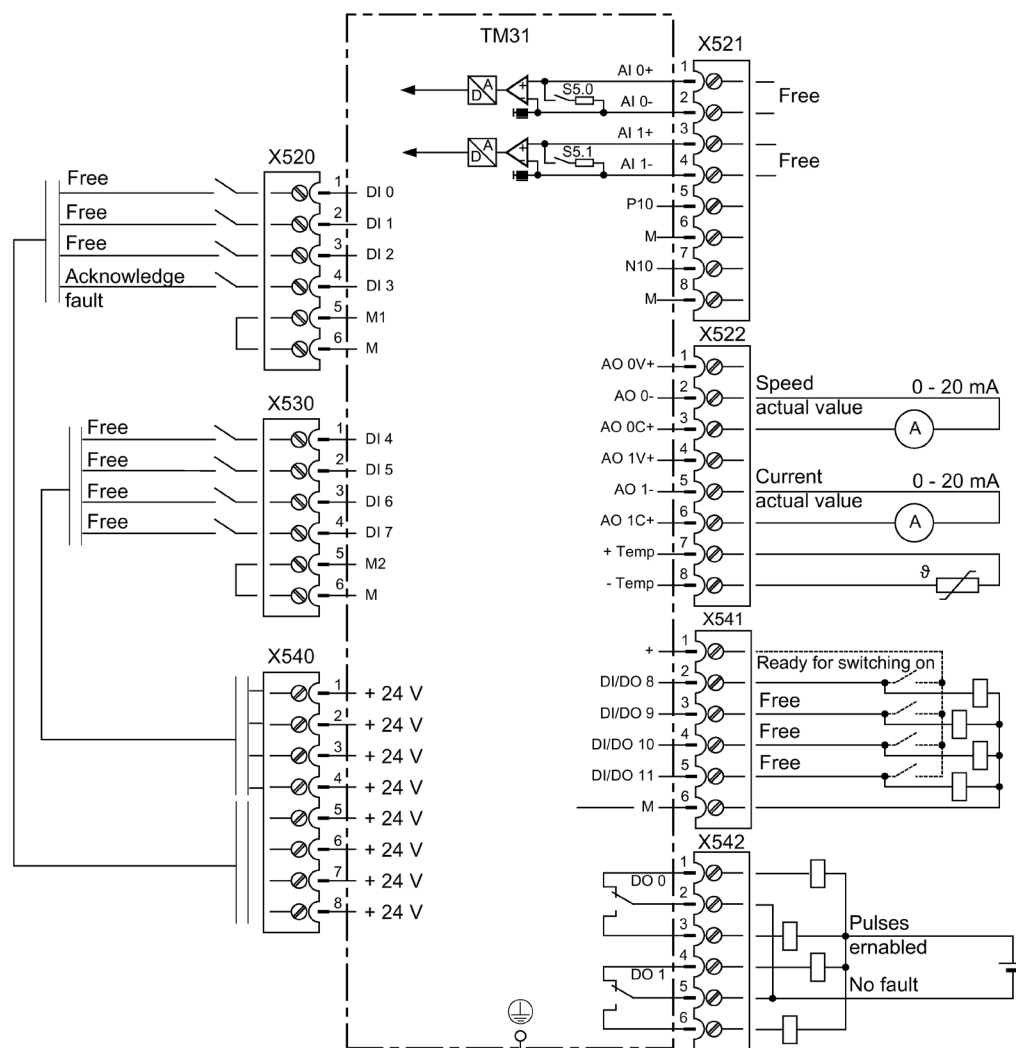 TM31
X521
AI 0+ 1
S5.0
AI 0- 2
Free
A
D
AI 1+ 3
S5.1
AI 1- 4
Free
A
D
P10 5
M 6
N10 7
M 8
X520
Free 1 DI 0
Free 2 DI 1
Free 3 DI 2
Acknowledge
fault
4 DI 3
5 M1
6 M
X522
AO 0V+ 1
AO 0- 2 Speed 0 - 20 mA
actual value
AO 0C+ 3 A
AO 1V+ 4
AO 1- 5 Current 0 - 20 mA
actual value
AO 1C+ 6 A
+ Temp 7
- Temp 8 ϑ
X530
Free 1 DI 4
Free 2 DI 5
Free 3 DI 6
Free 4 DI 7
5 M2
6 M
X541
+ 1
Ready for switching on
DI/DO 8 2
DI/DO 9 3 Free
DI/DO 10 4 Free
DI/DO 11 5 Free
M 6
X540
1 + 24 V
2 + 24 V
3 + 24 V
4 + 24 V
5 + 24 V
6 + 24 V
7 + 24 V
8 + 24 V
X542
1
DO 0 2
3 Pulses
ernabled
4
DO 1 5 No fault
6